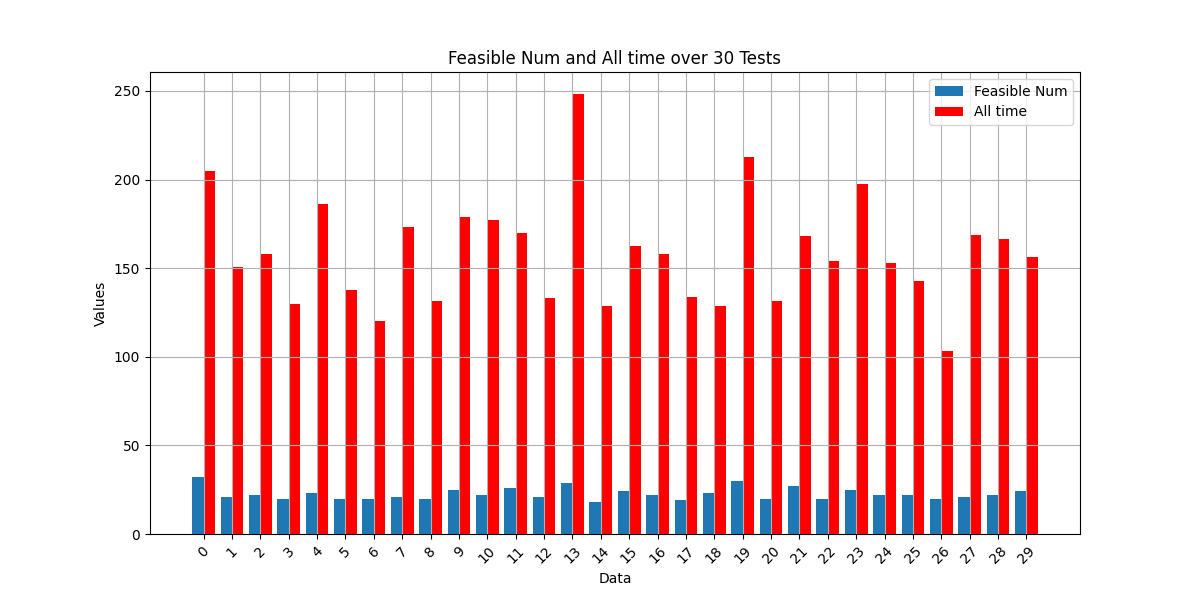 Feasible Num and All time over 30 Tests
Feasible Num
All time
Values
250
200
150
100
50
0
0 1 2 3 4 5 6 7 8 9 10 11 12 13 14 15 16 17 18 19 20 21 22 23 24 25 26 27 28 29
Data